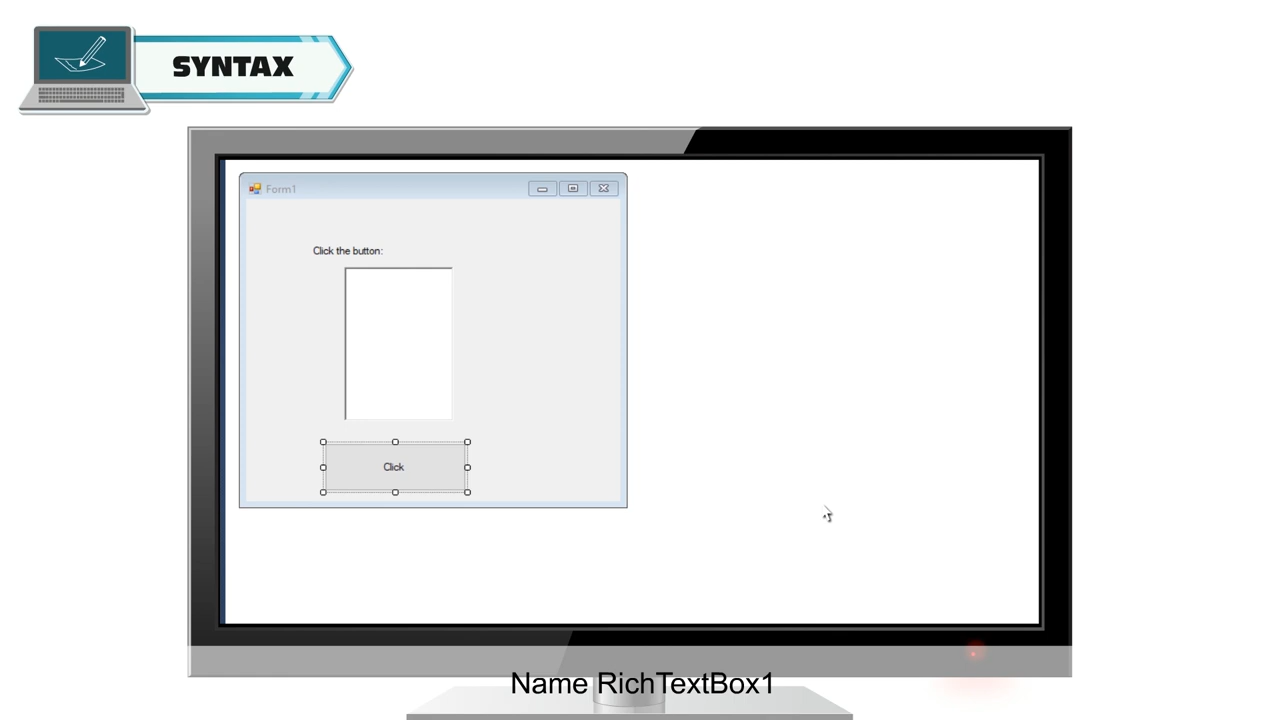 SYNTAX
Form1
Click the button:
Click
Name RichTextBox1